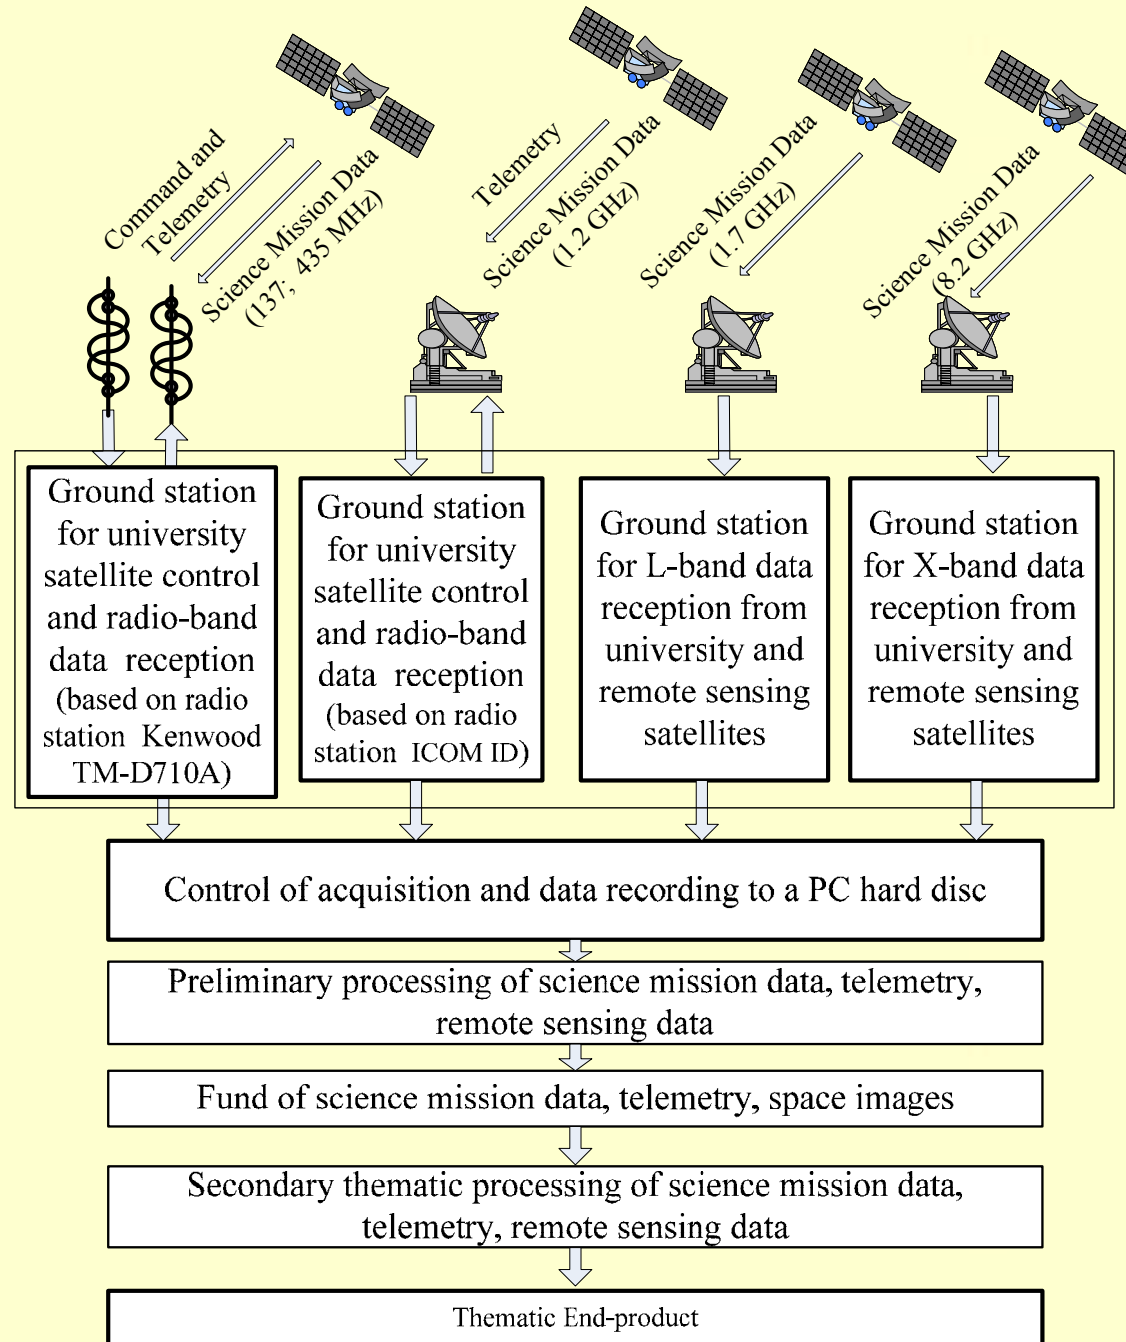 Command and
Telemetry
Science Mission Data
(137; 435 MHz)
Telemetry
Science Mission Data
(1.2 GHz)
Science Mission Data
(1.7 GHz)
Science Mission Data
(8.2 GHz)
Ground station
for university
satellite control
and radio-band
data reception
(based on radio
station Kenwood
TM-D710A)
Ground station
for university
satellite control
and radio-band
data reception
(based on radio
station ICOM ID)
Ground station
for L-band data
reception from
university and
remote sensing
satellites
Ground station
for X-band data
reception from
university and
remote sensing
satellites
Control of acquisition and data recording to a PC hard disc
Preliminary processing of science mission data, telemetry,
remote sensing data
Fund of science mission data, telemetry, space images
Secondary thematic processing of science mission data,
telemetry, remote sensing data
Thematic End-product